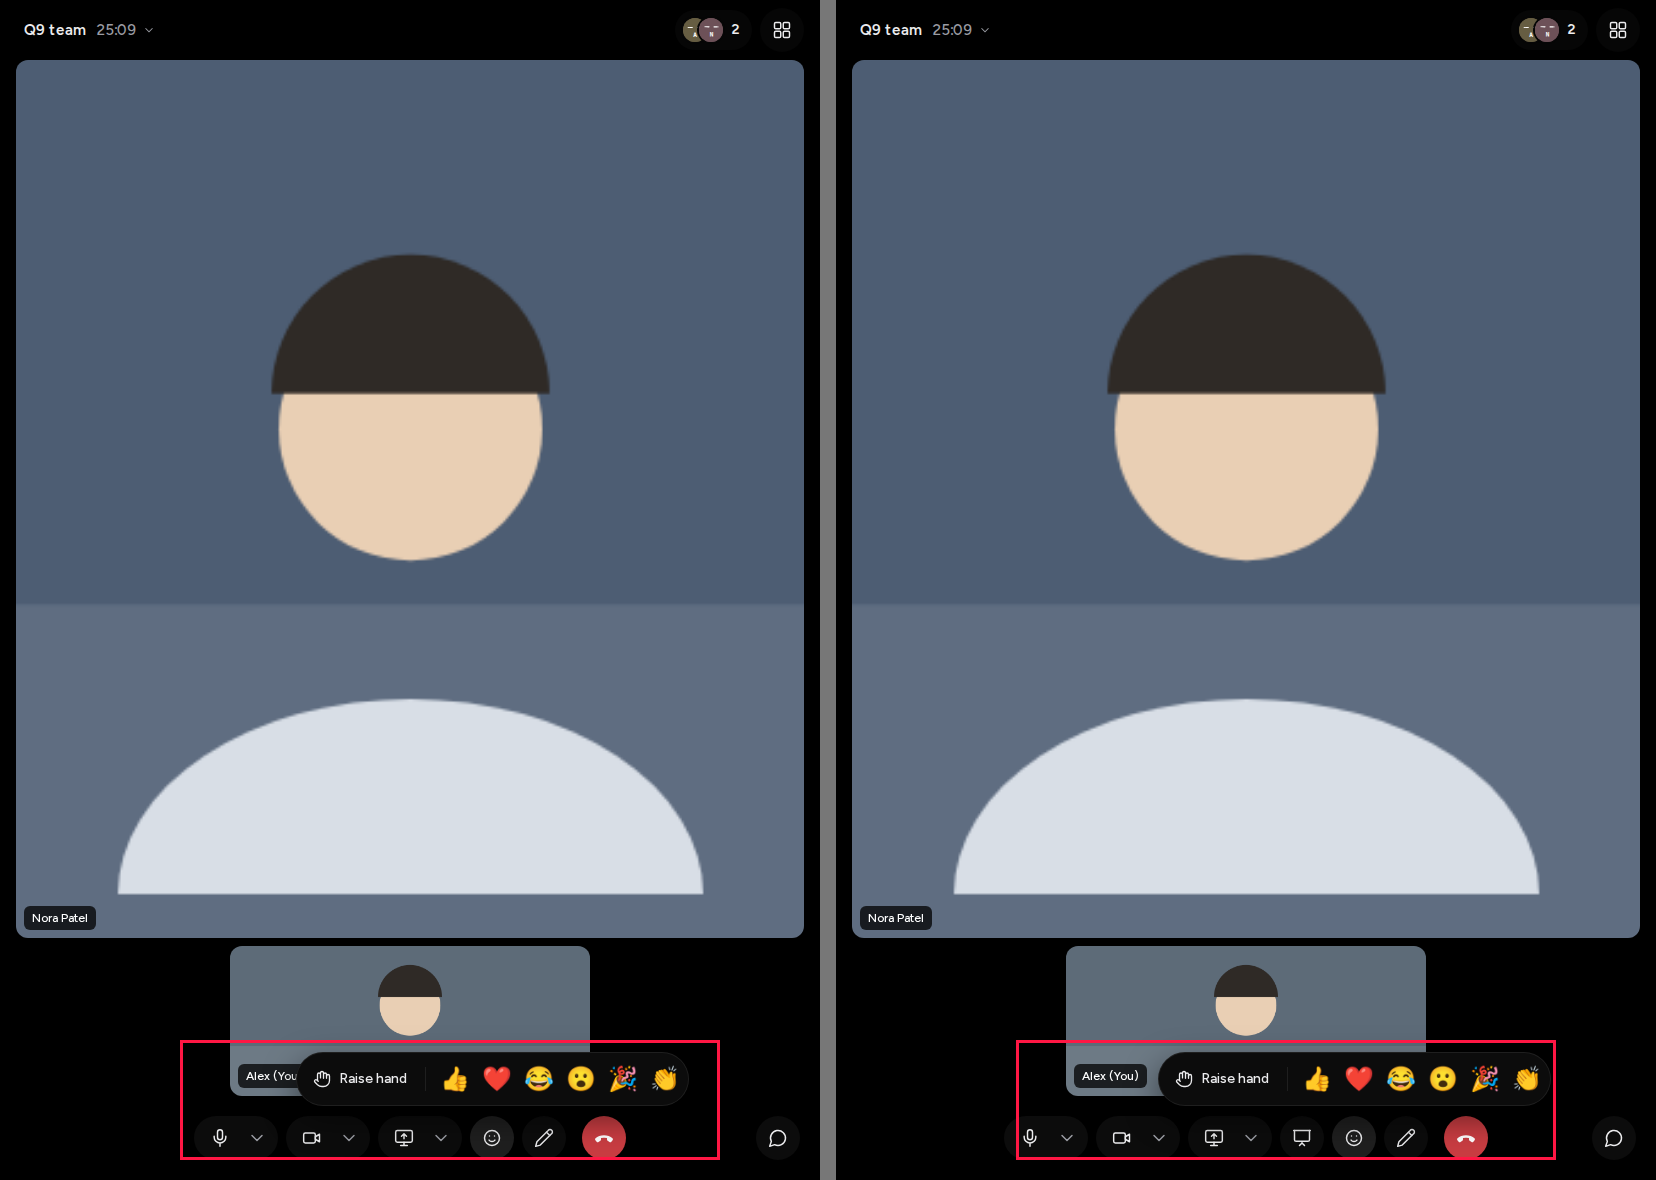 Q9 team 25:09
A N 2
Nora Patel
Alex (You
Raise hand
Q9 team 25:09
A N 2
Nora Patel
Alex (You)
Raise hand